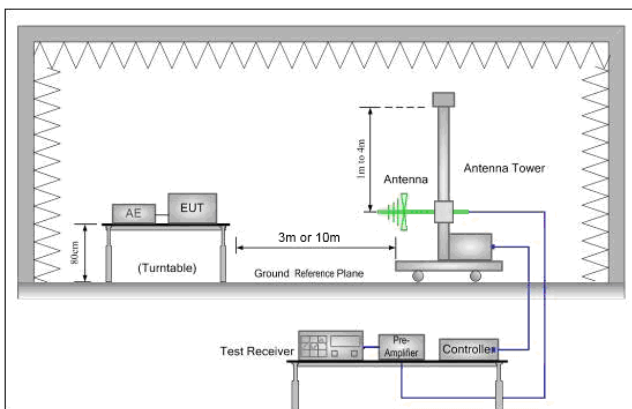 1m to 4m
Antenna
Antenna Tower
AE
EUT
3m or 10m
80cm
(Turntable)
Ground Reference Plane
Test Receiver
Pre-
Amplifier
Controller